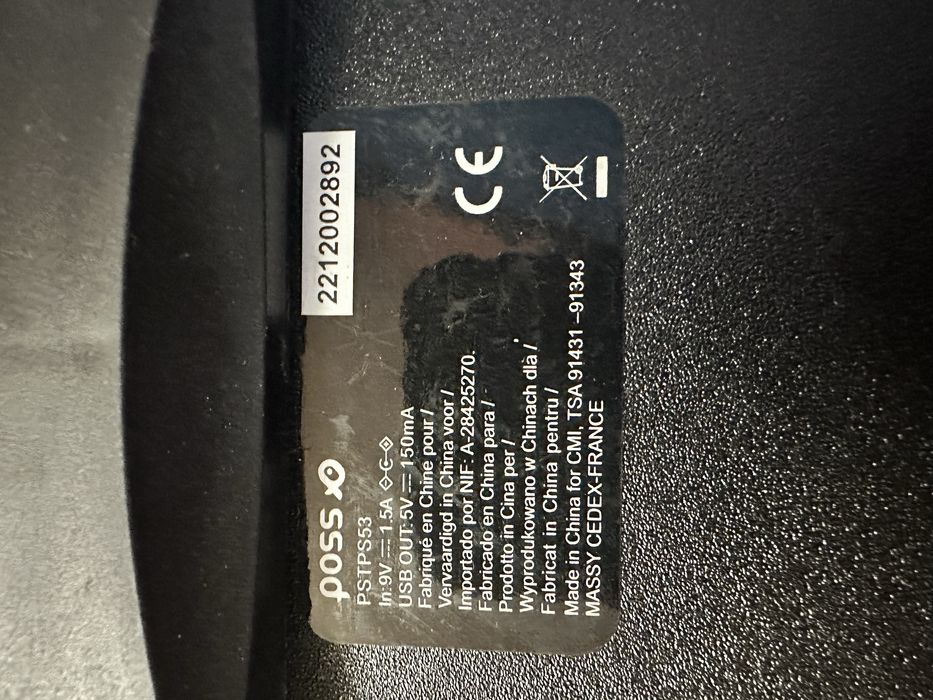 poss
2212002892
PSTPS53
In:9V⎓1.5A
USB OUT:5V⎓150mA
Fabriqué en Chine pour /
Vervaardigd in China voor /
Importado por NIF: A-28425270.
Fabricado en China para /
Prodotto in Cina per /
Wyprodukowano w Chinach dla /
Fabricat in China pentru /
Made in China for CMI, TSA 91431 –91343
MASSY CEDEX-FRANCE
CE